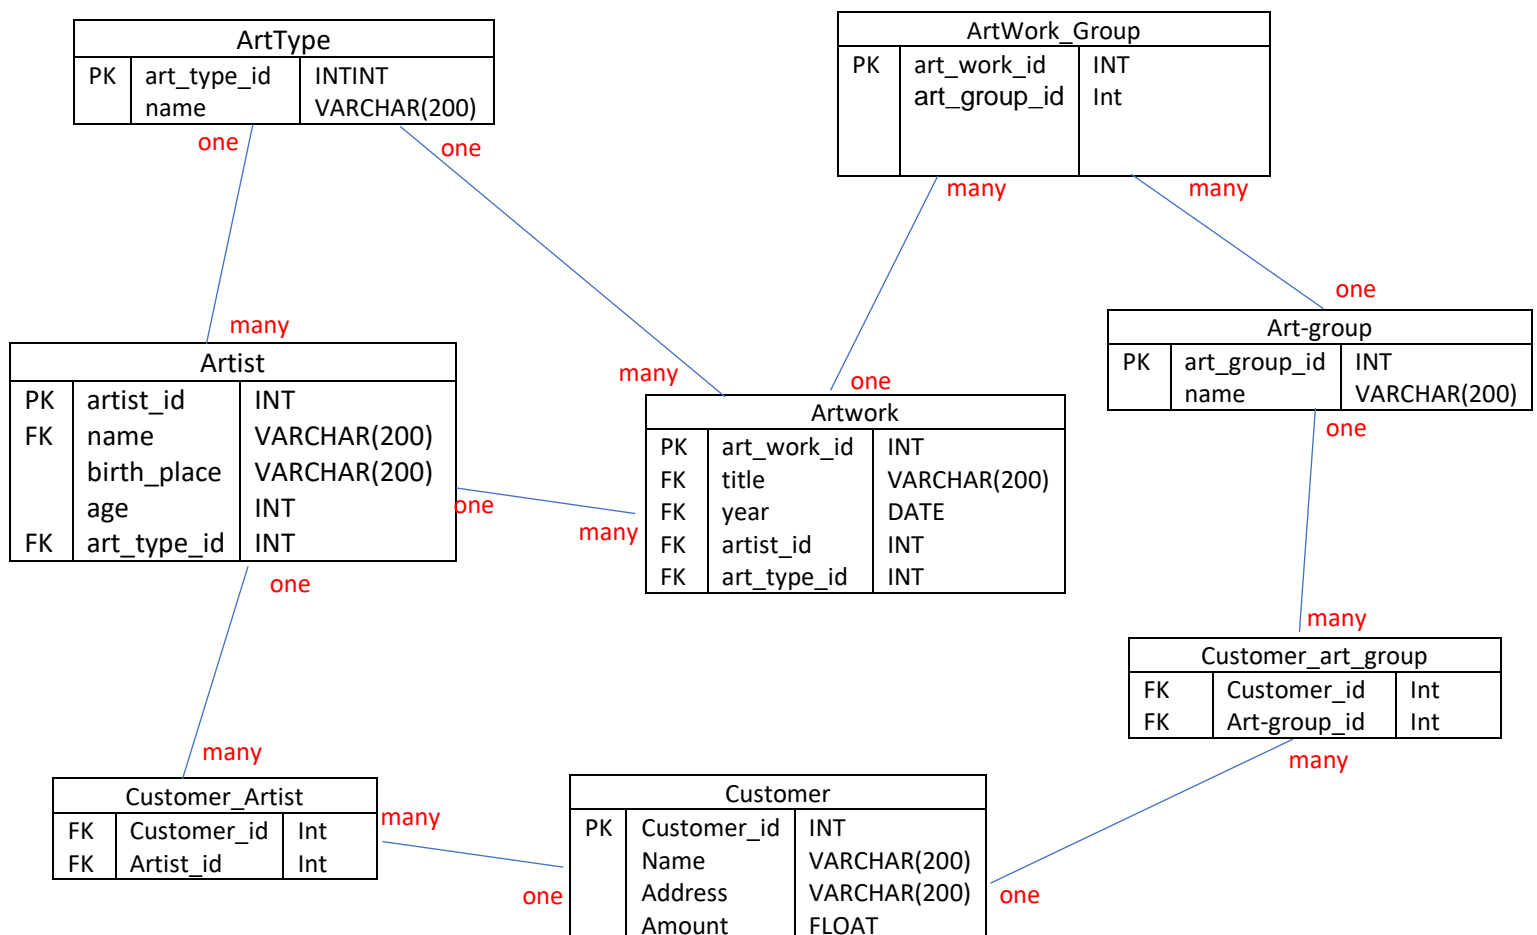 ArtType
PK art_type_id INTINT
name VARCHAR(200)
one
one
ArtWork_Group
PK art_work_id INT
art_group_id Int
many
many
many
one
Artist
PK artist_id INT
FK name VARCHAR(200)
birth_place VARCHAR(200)
age INT
FK art_type_id INT
one
one
many
many
one
Artwork
PK art_work_id INT
FK title VARCHAR(200)
FK year DATE
FK artist_id INT
FK art_type_id INT
Art-group
PK art_group_id INT
name VARCHAR(200)
one
many
Customer_art_group
FK Customer_id Int
FK Art-group_id Int
many
many
Customer_Artist
FK Customer_id Int
FK Artist_id Int
many
one
Customer
PK Customer_id INT
Name VARCHAR(200)
Address VARCHAR(200)
Amount FLOAT
one